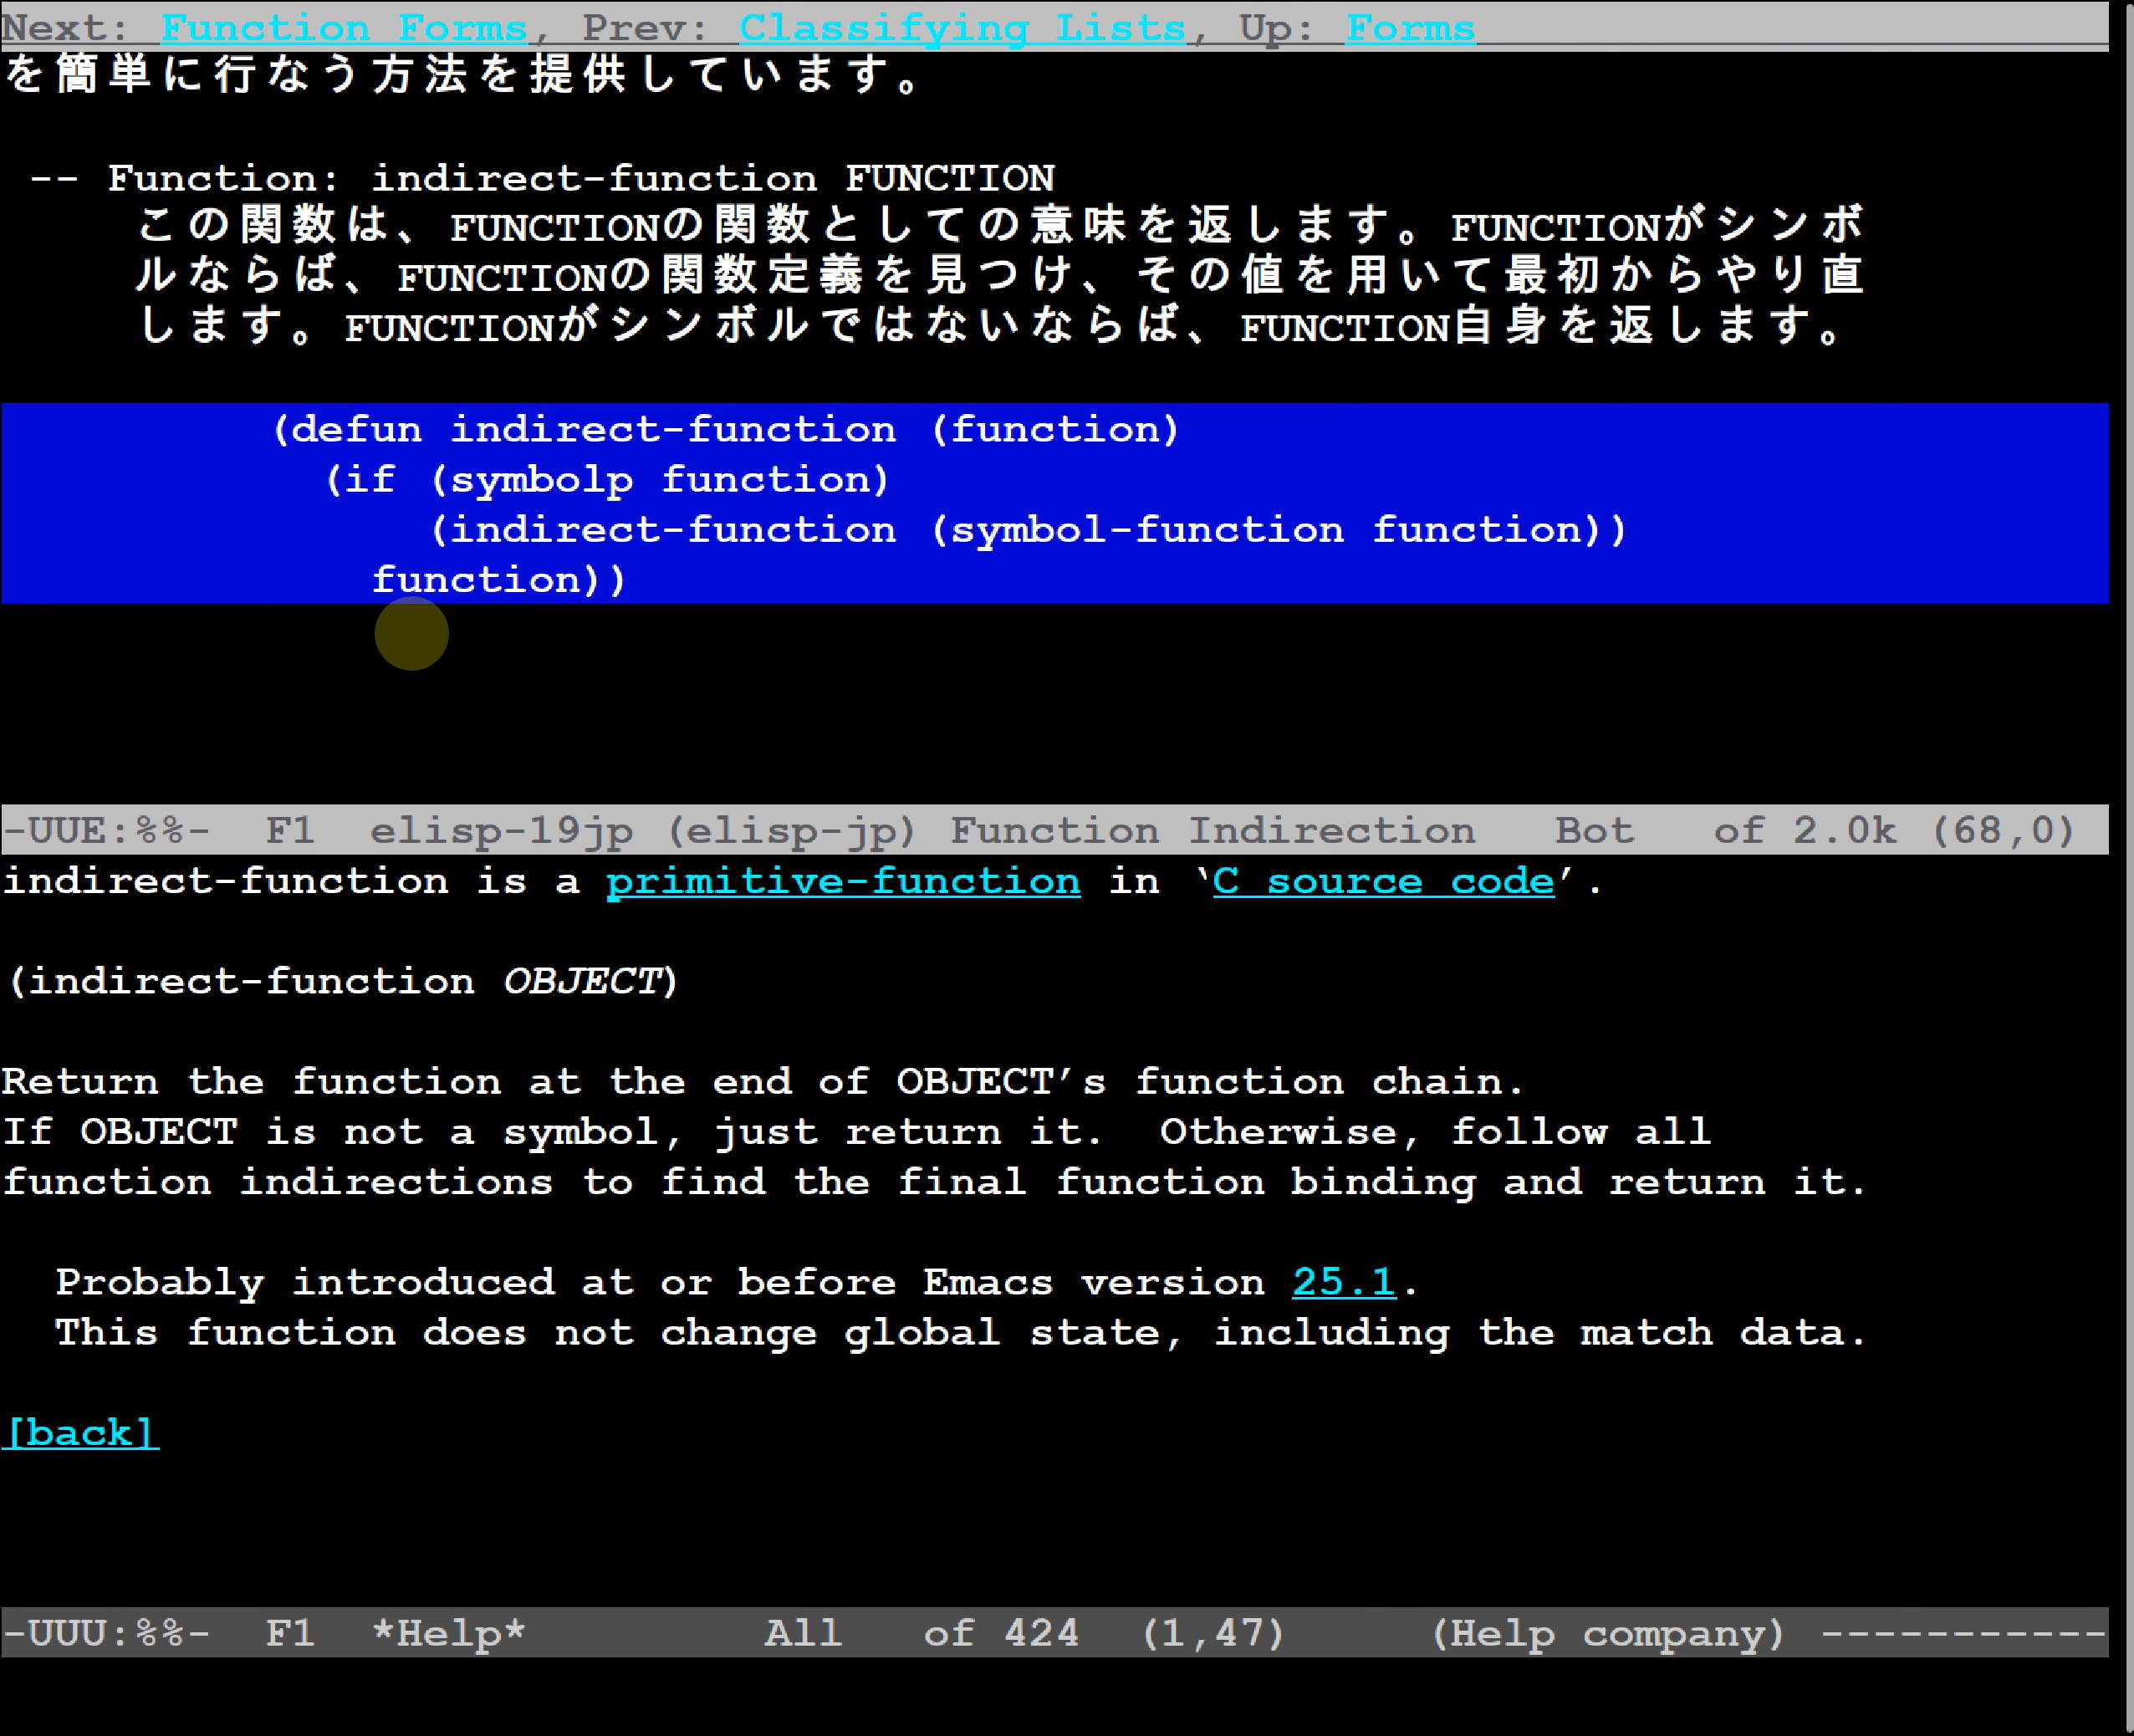 Next: Function Forms, Prev: Classifying Lists, Up: Forms
を簡単に行なう方法を提供しています。
-- Function: indirect-function FUNCTION
この関数は、FUNCTIONの関数としての意味を返します。FUNCTIONがシンボ
ルならば、FUNCTIONの関数定義を見つけ、その値を用いて最初からやり直
します。FUNCTIONがシンボルではないならば、FUNCTION自身を返します。
(defun indirect-function (function)
(if (symbolp function)
(indirect-function (symbol-function function))
function))
-UUE:%%-  F1  elisp-19jp (elisp-jp) Function Indirection   Bot   of 2.0k (68,0)
indirect-function is a primitive-function in ‘C source code’.
(indirect-function OBJECT)
Return the function at the end of OBJECT’s function chain.
If OBJECT is not a symbol, just return it.  Otherwise, follow all
function indirections to find the final function binding and return it.
Probably introduced at or before Emacs version 25.1.
This function does not change global state, including the match data.
[back]
-UUU:%%-  F1  *Help*         All   of 424  (1,47)     (Help company) -----------